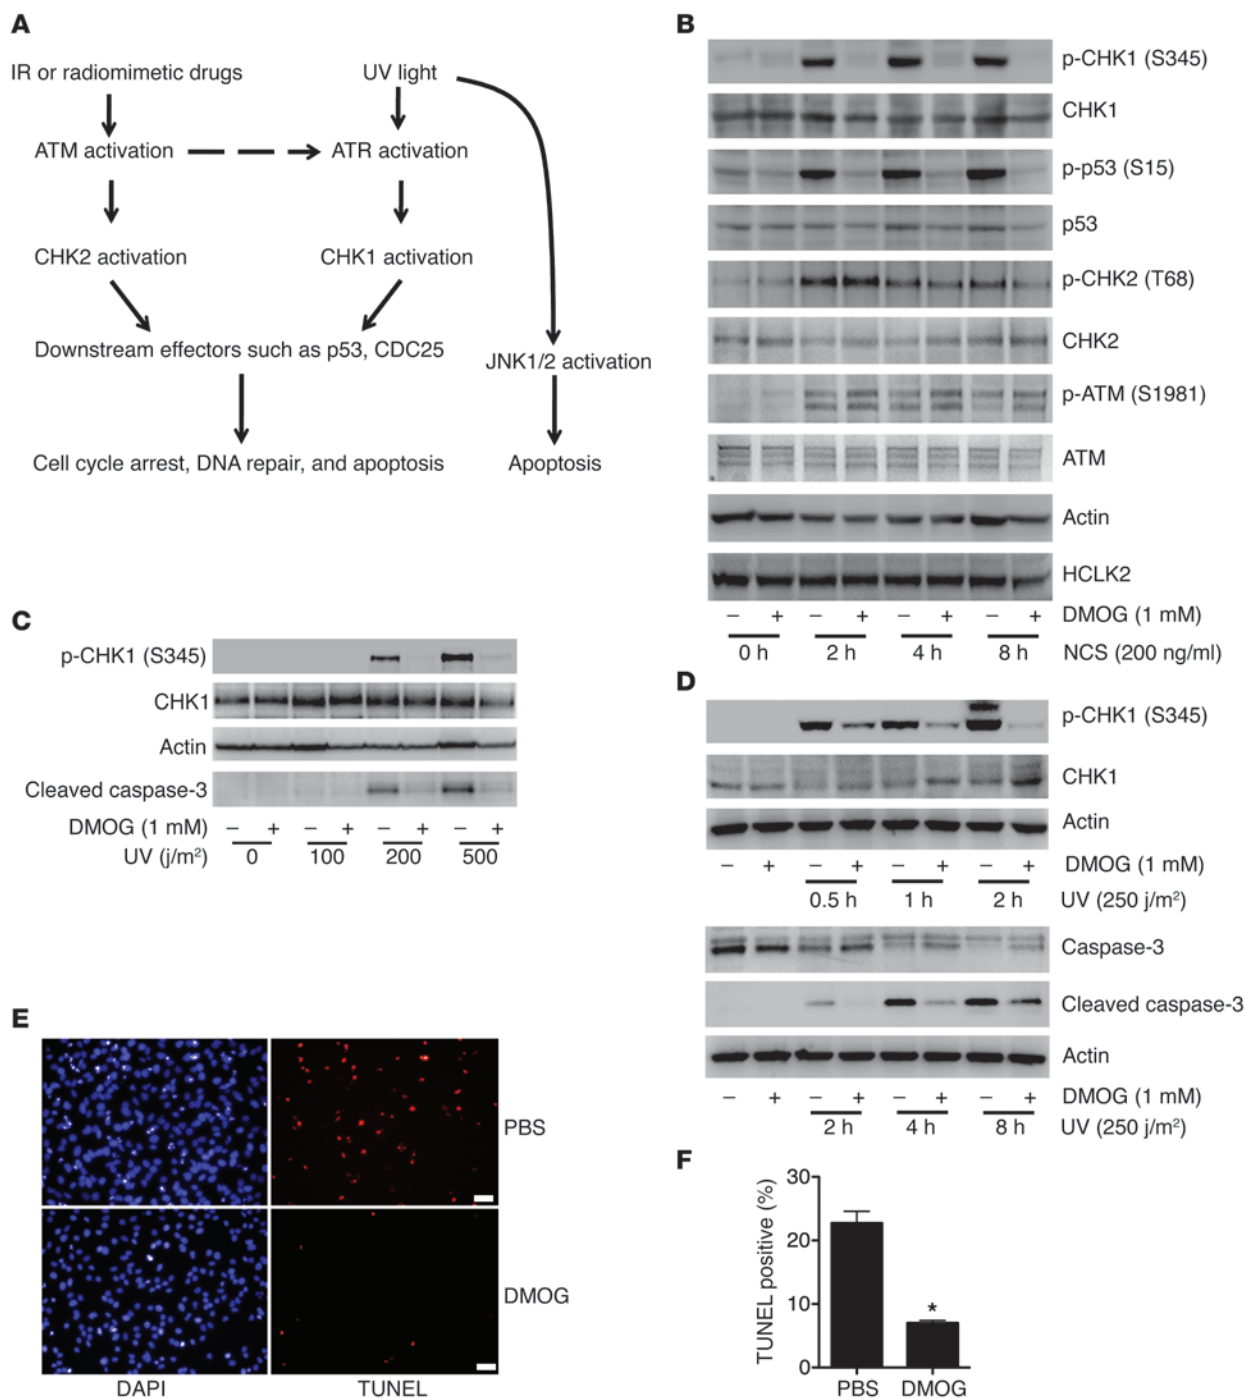 A
IR or radiomimetic drugs
UV light
ATM activation
ATR activation
CHK2 activation
CHK1 activation
Downstream effectors such as p53, CDC25
JNK1/2 activation
Cell cycle arrest, DNA repair, and apoptosis
Apoptosis
B
p-CHK1 (S345)
CHK1
p-p53 (S15)
p53
p-CHK2 (T68)
CHK2
p-ATM (S1981)
ATM
Actin
HCLK2
– + – + – + – + DMOG (1 mM)
0 h 2 h 4 h 8 h NCS (200 ng/ml)
C
p-CHK1 (S345)
CHK1
Actin
Cleaved caspase-3
DMOG (1 mM) – + – + – + – +
UV (j/m²) 0 100 200 500
D
p-CHK1 (S345)
CHK1
Actin
– + – + – + – + DMOG (1 mM)
0.5 h 1 h 2 h UV (250 j/m²)
Caspase-3
Cleaved caspase-3
Actin
– + – + – + – + DMOG (1 mM)
2 h 4 h 8 h UV (250 j/m²)
E
PBS
DMOG
DAPI TUNEL
F
TUNEL positive (%)
30
20
10
0
*
PBS DMOG